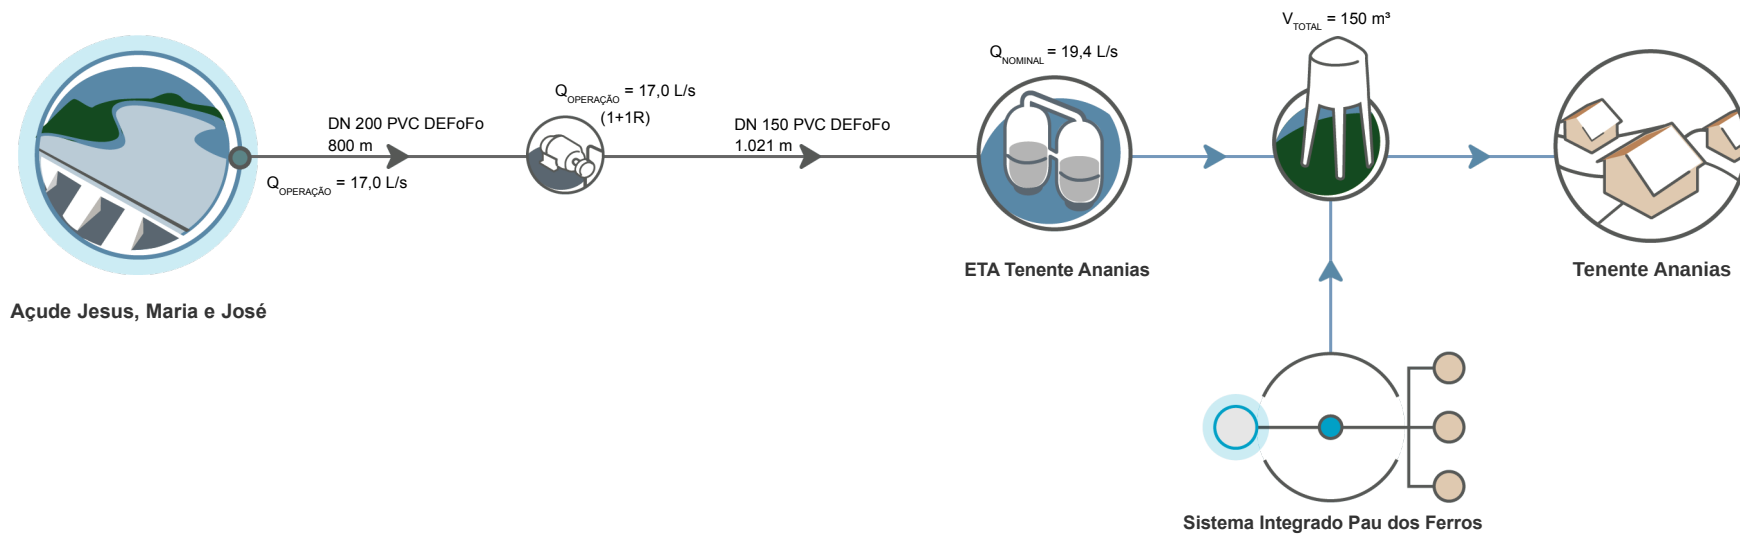 V_TOTAL = 150 m³
Q_NOMINAL = 19,4 L/s
Q_OPERAÇÃO = 17,0 L/s
(1+1R)
DN 200 PVC DEFoFo
800 m
DN 150 PVC DEFoFo
1.021 m
Q_OPERAÇÃO = 17,0 L/s
ETA Tenente Ananias
Tenente Ananias
Açude Jesus, Maria e José
Sistema Integrado Pau dos Ferros